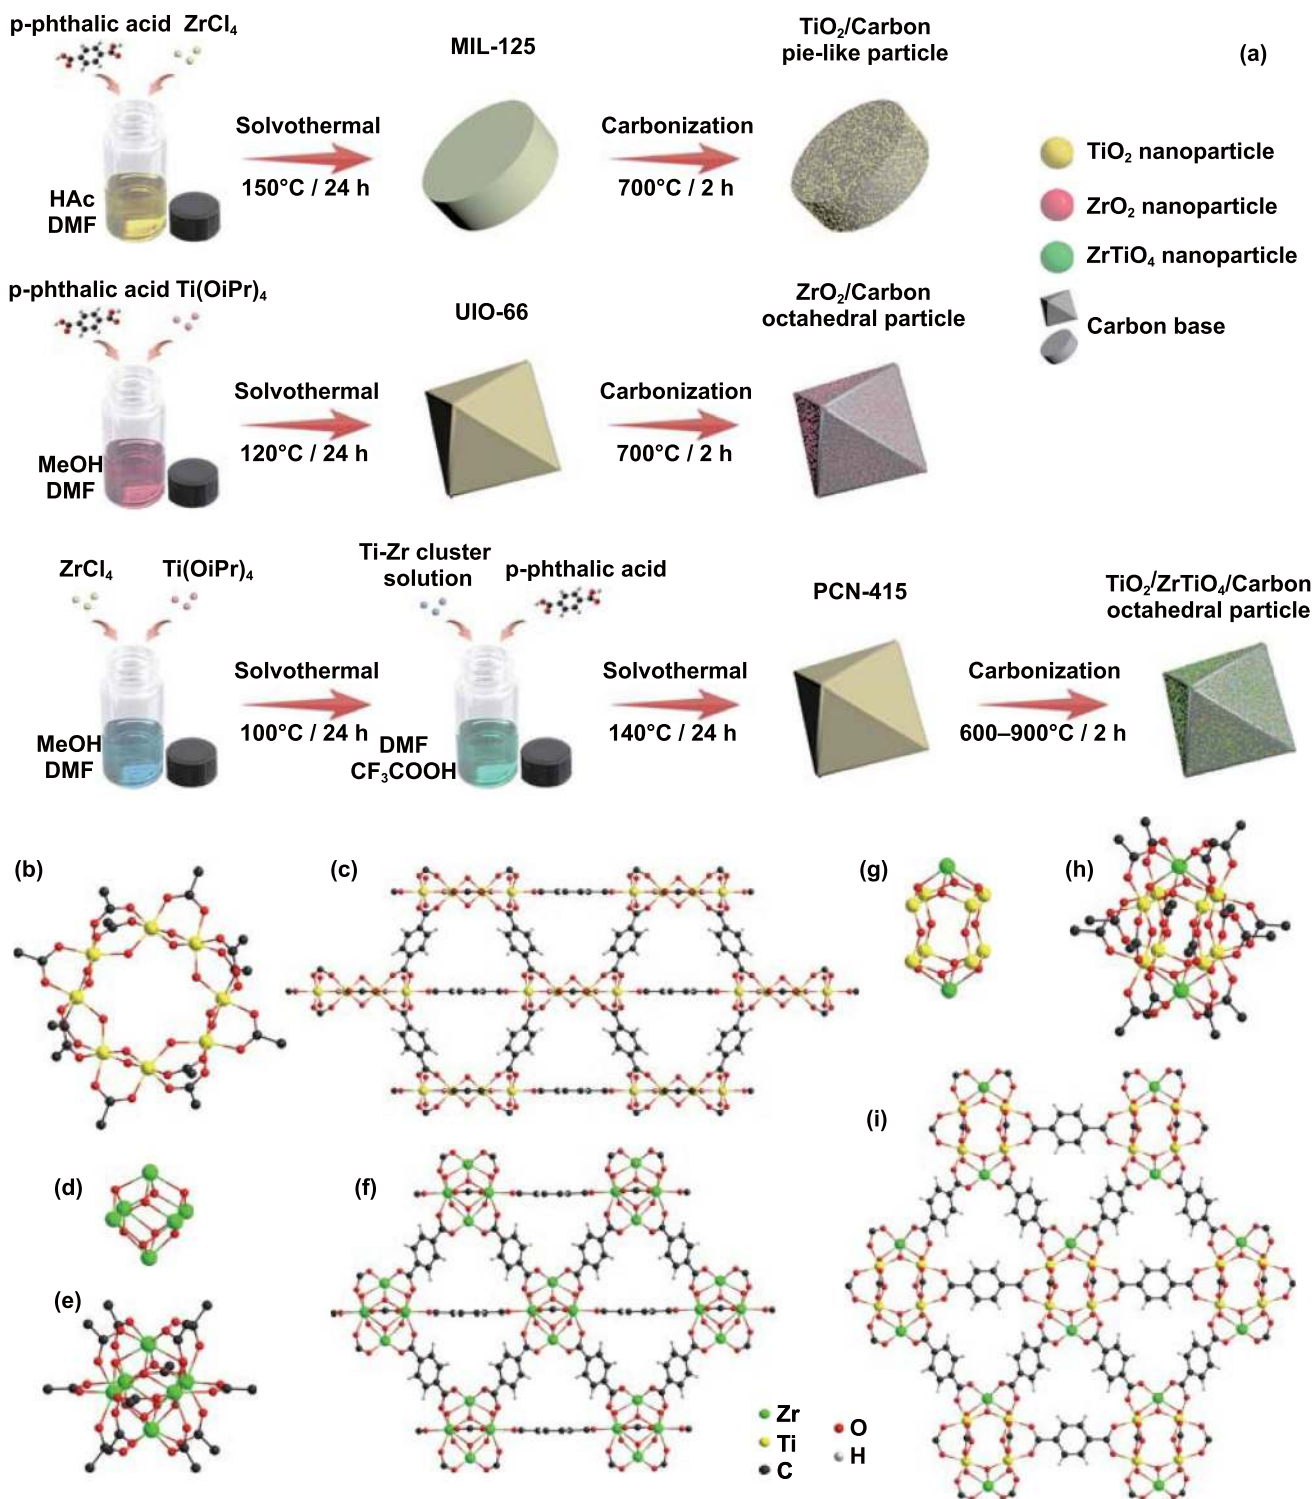 p-phthalic acid ZrCl₄
MIL-125
TiO₂/Carbon
pie-like particle
(a)
Solvothermal
150°C / 24 h
Carbonization
700°C / 2 h
HAc
DMF
TiO₂ nanoparticle
ZrO₂ nanoparticle
ZrTiO₄ nanoparticle
Carbon base
p-phthalic acid Ti(OiPr)₄
UIO-66
ZrO₂/Carbon
octahedral particle
Solvothermal
120°C / 24 h
Carbonization
700°C / 2 h
MeOH
DMF
ZrCl₄
Ti(OiPr)₄
Ti-Zr cluster
solution
p-phthalic acid
PCN-415
TiO₂/ZrTiO₄/Carbon
octahedral particle
Solvothermal
100°C / 24 h
Solvothermal
140°C / 24 h
Carbonization
600–900°C / 2 h
MeOH
DMF
DMF
CF₃COOH
(b)
(c)
(g)
(h)
(d)
(e)
(f)
(i)
Zr
Ti
C
O
H